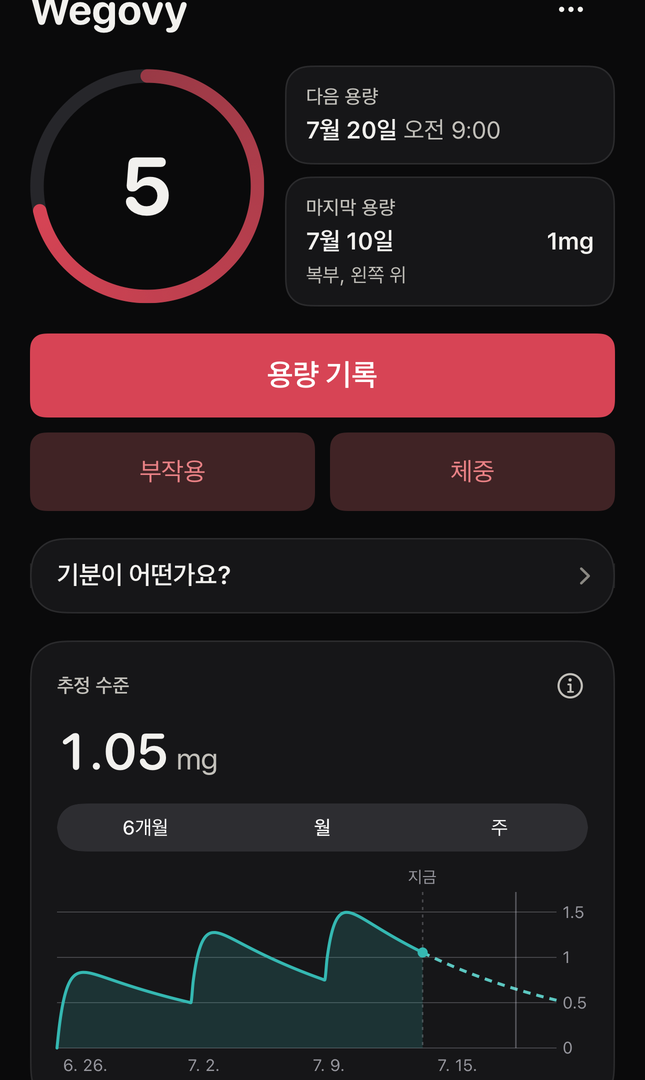 Wegovy
5
다음 용량
7월 20일 오전 9:00
마지막 용량
7월 10일 1mg
복부, 왼쪽 위
용량 기록
부작용 체중
기분이 어떤가요?
추정 수준
1.05 mg
6개월 월 주
지금
1.5
1
0.5
0
6. 26. 7. 2. 7. 9. 7. 15.